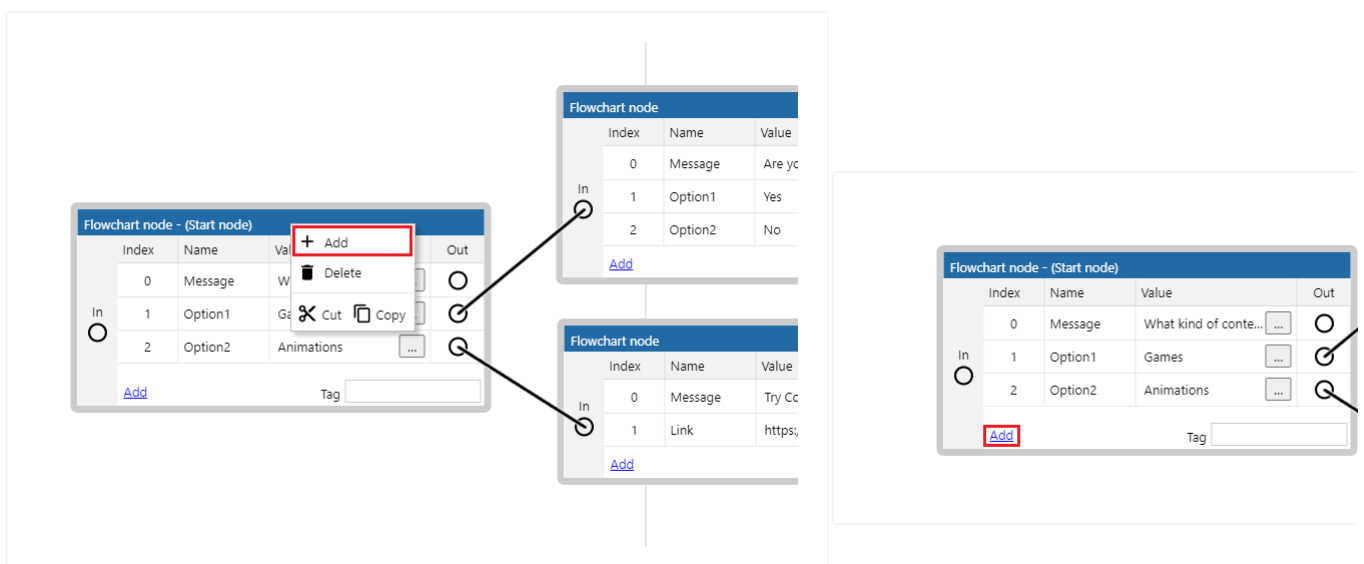 Flowchart node
Index Name Value
0 Message Are yo
In
1 Option1 Yes
2 Option2 No
Add
Flowchart node - (Start node)
Index Name Val Out
+ Add
0 Message W
Delete
In
1 Option1 Ga
Cut Copy
2 Option2 Animations ...
Add Tag
Flowchart node
Index Name Value
0 Message Try Co
In
1 Link https:
Add
Flowchart node - (Start node)
Index Name Value Out
0 Message What kind of conte... ...
In
1 Option1 Games ...
2 Option2 Animations ...
Add Tag